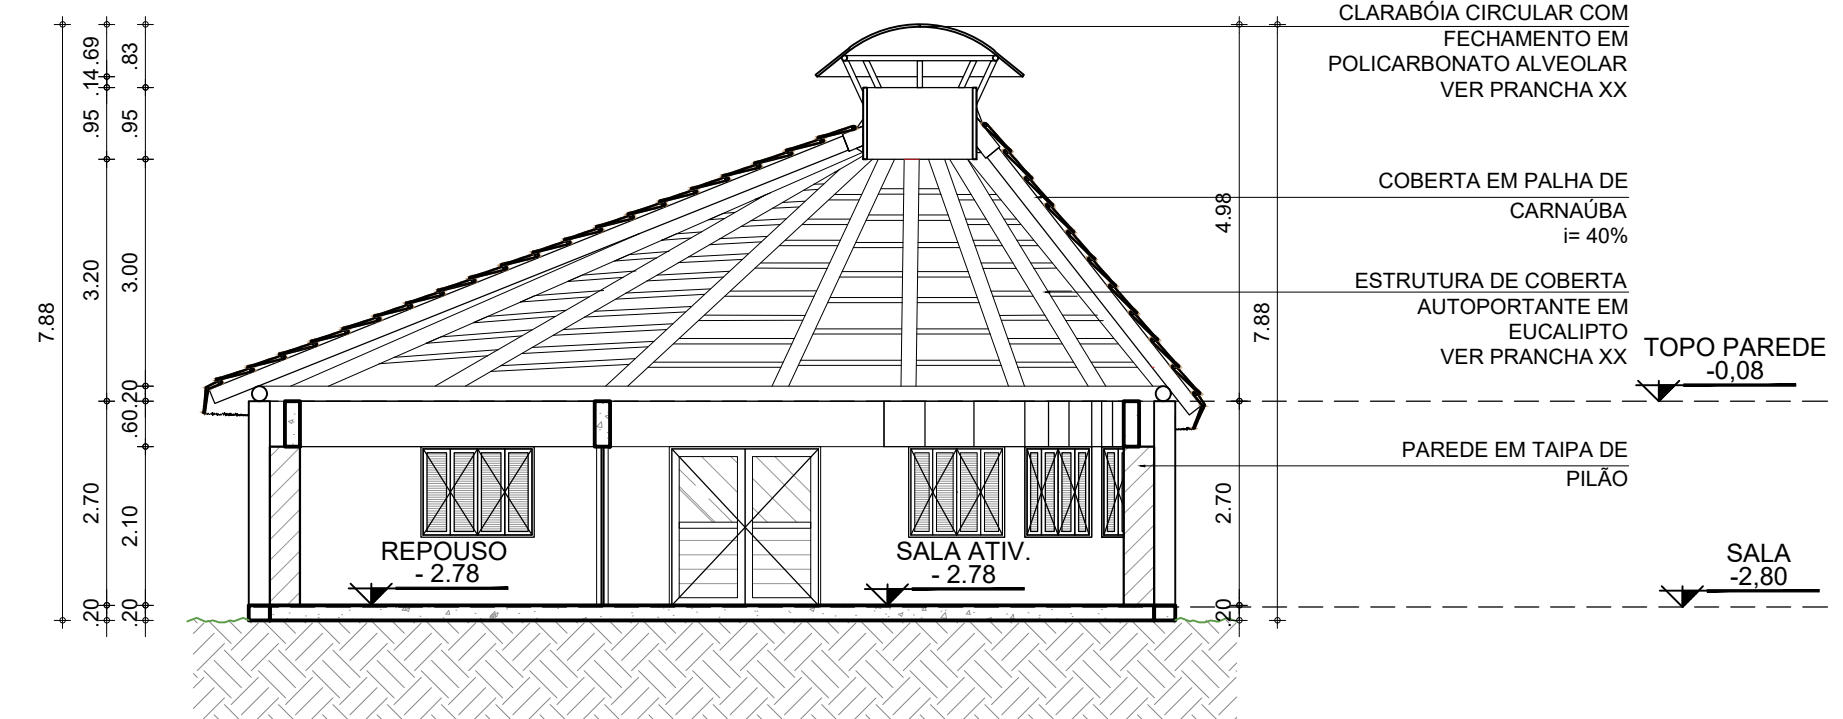 CLARABÓIA CIRCULAR COM
FECHAMENTO EM
POLICARBONATO ALVEOLAR
VER PRANCHA XX
COBERTA EM PALHA DE
CARNAÚBA
i= 40%
ESTRUTURA DE COBERTA
AUTOPORTANTE EM
EUCALIPTO
VER PRANCHA XX
TOPO PAREDE
-0,08
PAREDE EM TAIPA DE
PILÃO
SALA
-2,80
REPOUSO
- 2.78
SALA ATIV.
- 2.78
7.88
.69
.14
.95
3.20
2.70
.20
.83
.95
3.00
.20
.60
2.10
.20
4.98
2.70
.20
7.88